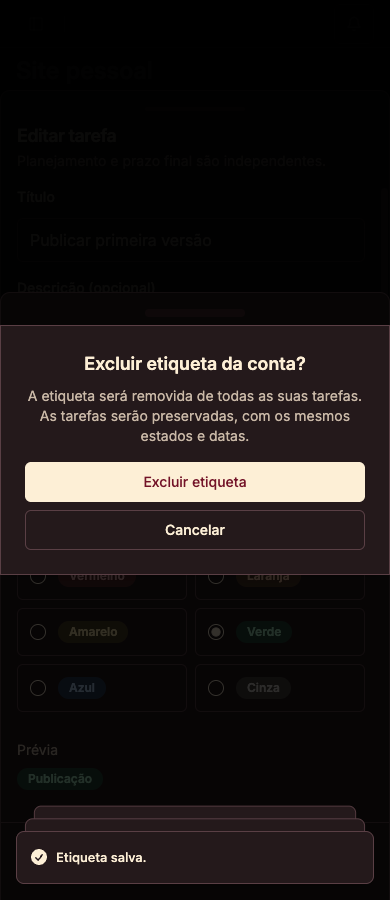 Site pessoal
Editar tarefa
Planejamento e prazo final são independentes.
Título
Publicar primeira versão
Descrição (opcional)
Excluir etiqueta da conta?
A etiqueta será removida de todas as suas tarefas.
As tarefas serão preservadas, com os mesmos
estados e datas.
Excluir etiqueta
Cancelar
Vermelho
Laranja
Amarelo
Verde
Azul
Cinza
Prévia
Publicação
Etiqueta salva.